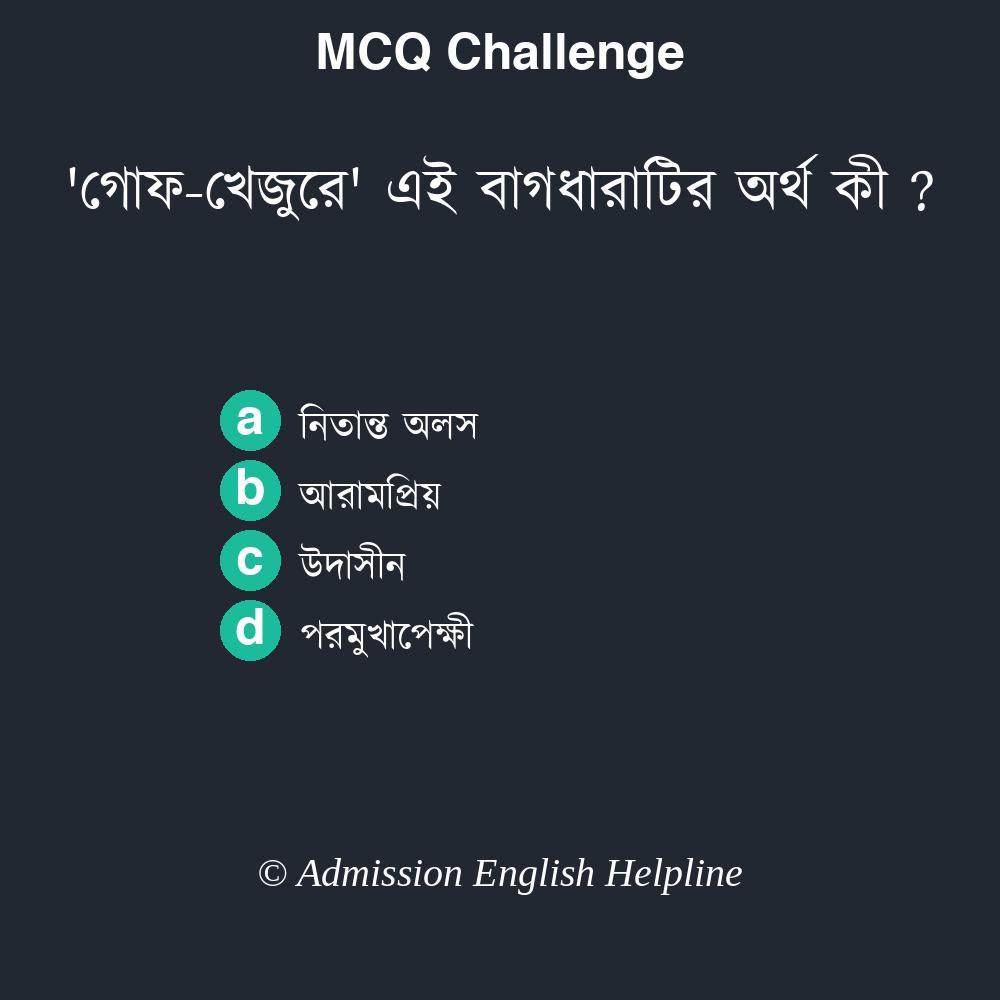 MCQ Challenge
'গোফ-খেজুরে' এই বাগধারাটির অর্থ কী ?
a নিতান্ত অলস
b আরামপ্রিয়
c উদাসীন
d পরমুখাপেক্ষী
© Admission English Helpline